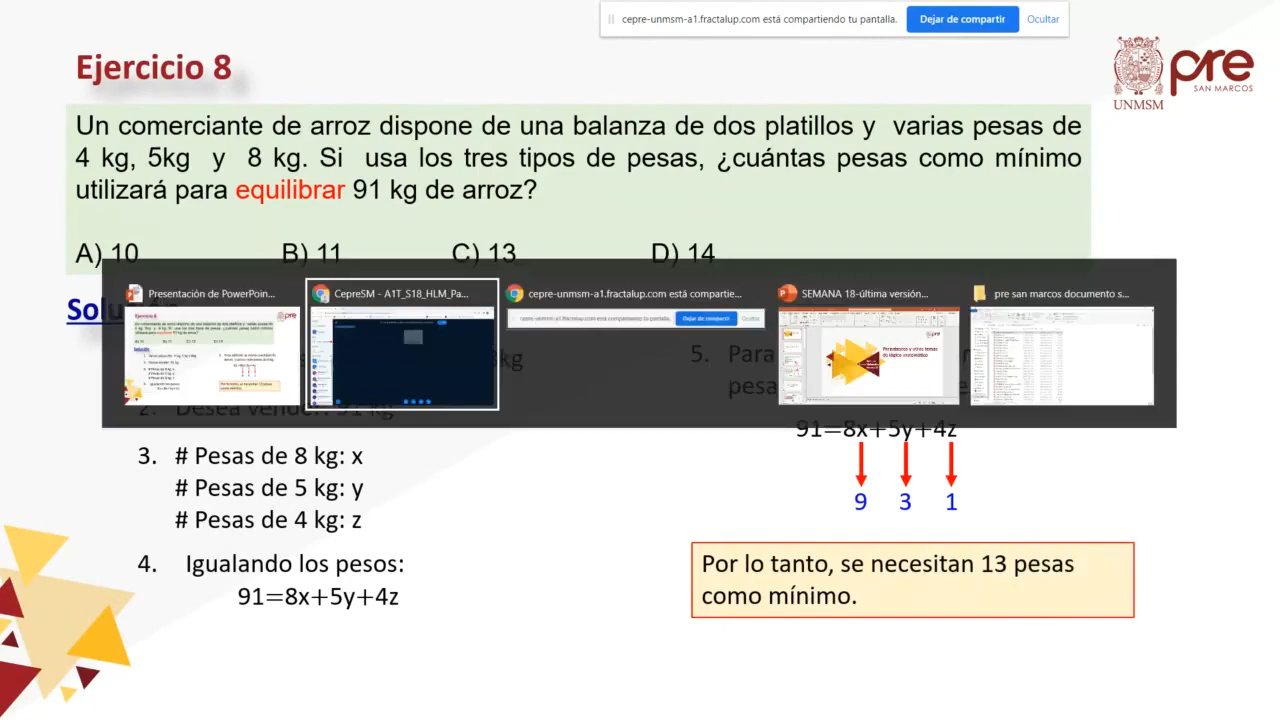 cepre-unmsm-a1.fractalup.com está compartiendo tu pantalla.
Dejar de compartir
Ocultar
Ejercicio 8
pre
SAN MARCOS
UNMSM
Un comerciante de arroz dispone de una balanza de dos platillos y varias pesas de
4 kg, 5kg y 8 kg. Si usa los tres tipos de pesas, ¿cuántas pesas como mínimo
utilizará para equilibrar 91 kg de arroz?
A) 10 B) 11 C) 13 D) 14
Presentación de PowerPoin...
CepreSM - A1T_S18_HLM_Pa...
cepre-unmsm-a1.fractalup.com está compartie...
SEMANA 18-última versión...
pre san marcos documento s...
5. Para
2. Desea vender: 91 kg
91=8x+5y+4z
9 3 1
3. # Pesas de 8 kg: x
# Pesas de 5 kg: y
# Pesas de 4 kg: z
4. Igualando los pesos:
91=8x+5y+4z
Por lo tanto, se necesitan 13 pesas
como mínimo.